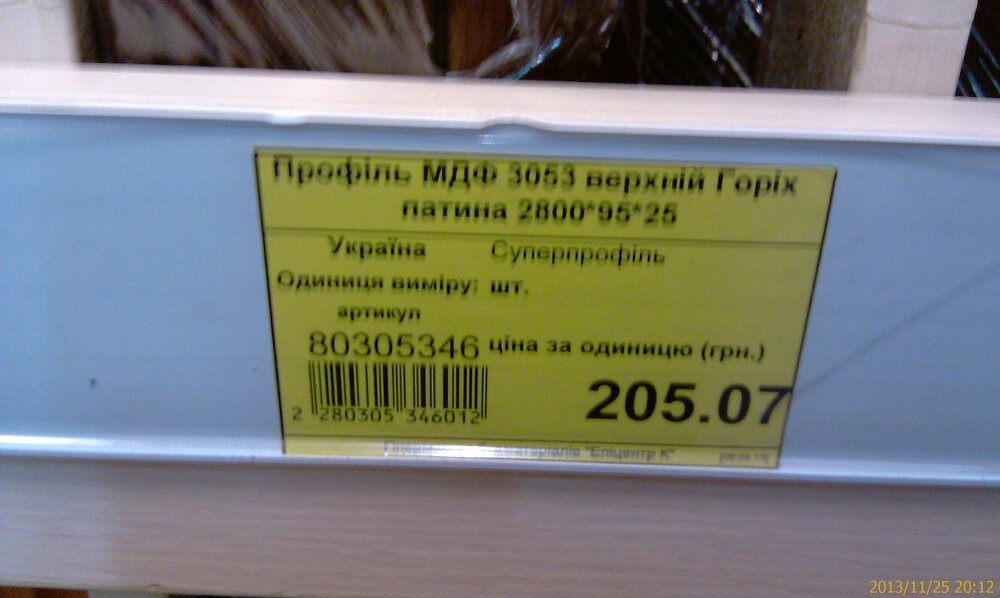 Профіль МДФ 3053 верхній Горіх
патина 2800*95*25
Україна Суперпрофіль
Одиниця виміру: шт.
артикул
80305346 ціна за одиницю (грн.)
205.07
2 280305 346012
"Епіцентр К"
2013/11/25 20:12